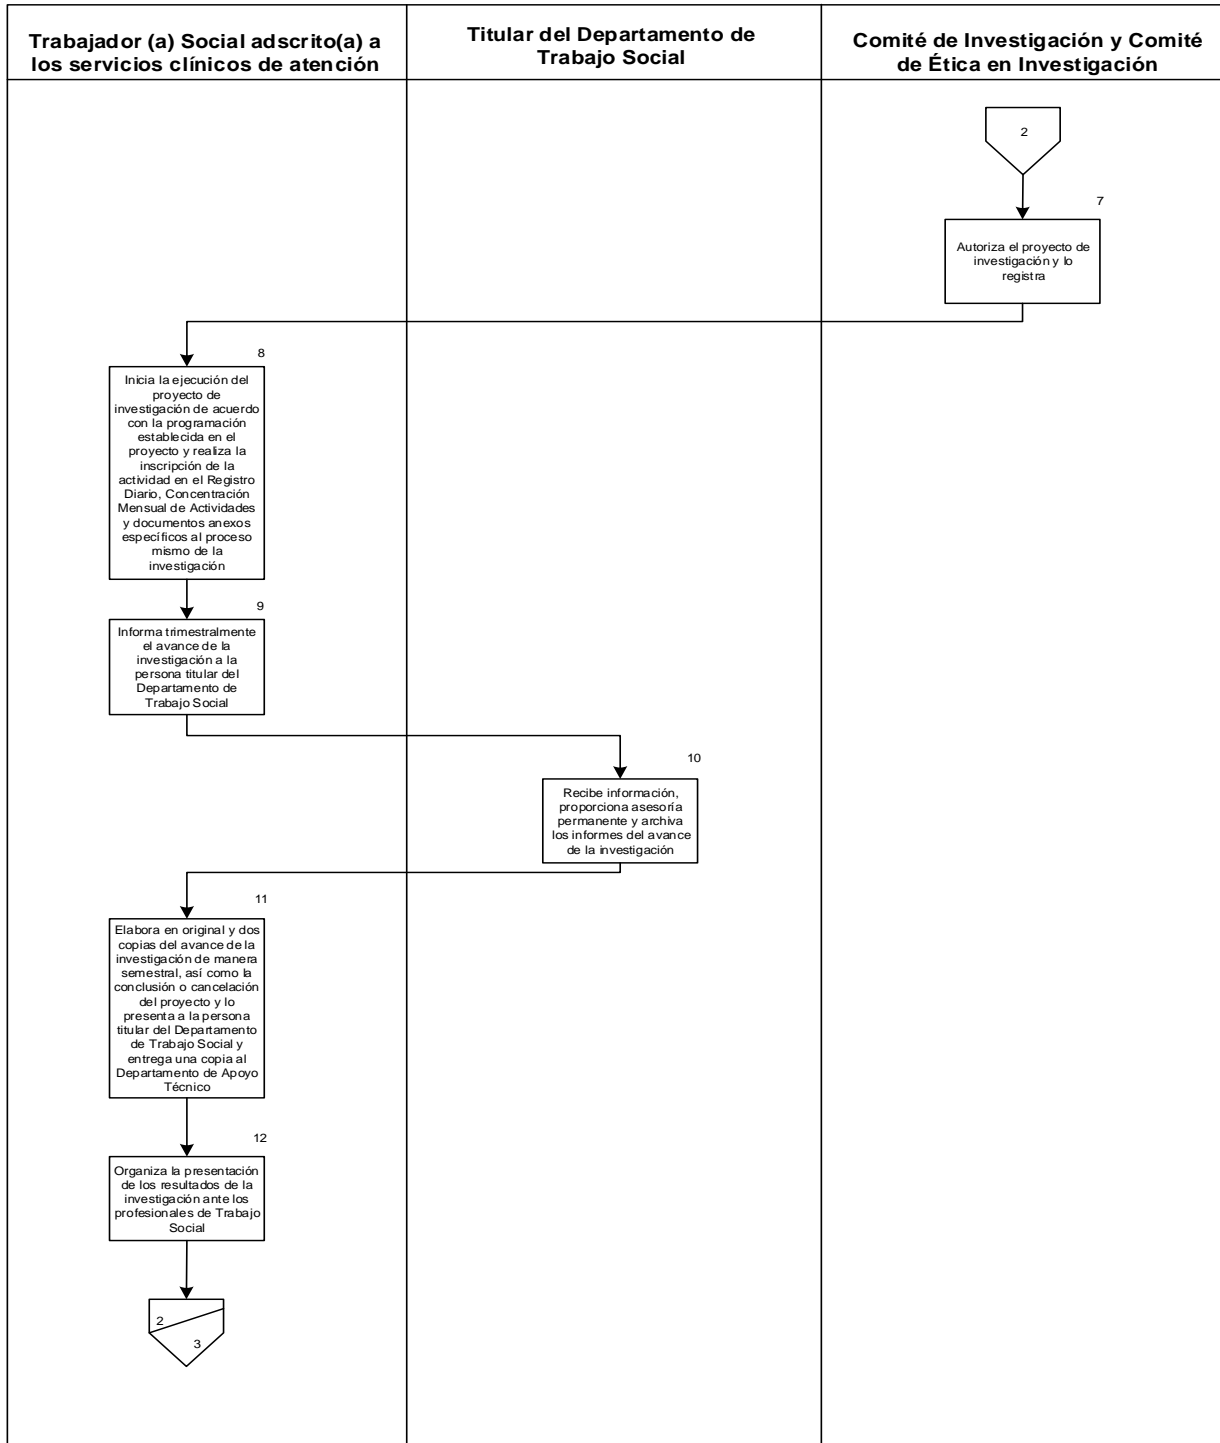 Trabajador (a) Social adscrito(a) a
los servicios clínicos de atención
Titular del Departamento de
Trabajo Social
Comité de Investigación y Comité
de Ética en Investigación
2
7
Autoriza el proyecto de
investigación y lo
registra
8
Inicia la ejecución del
proyecto de
investigación de acuerdo
con la programación
establecida en el
proyecto y realiza la
inscripción de la
actividad en el Registro
Diario, Concentración
Mensual de Actividades
y documentos anexos
específicos al proceso
mismo de la
investigación
9
Informa trimestralmente
el avance de la
investigación a la
persona titular del
Departamento de
Trabajo Social
10
Recibe información,
proporciona asesoría
permanente y archiva
los informes del avance
de la investigación
11
Elabora en original y dos
copias del avance de la
investigación de manera
semestral, así como la
conclusión o cancelación
del proyecto y lo
presenta a la persona
titular del Departamento
de Trabajo Social y
entrega una copia al
Departamento de Apoyo
Técnico
12
Organiza la presentación
de los resultados de la
investigación ante los
profesionales de Trabajo
Social
2
3